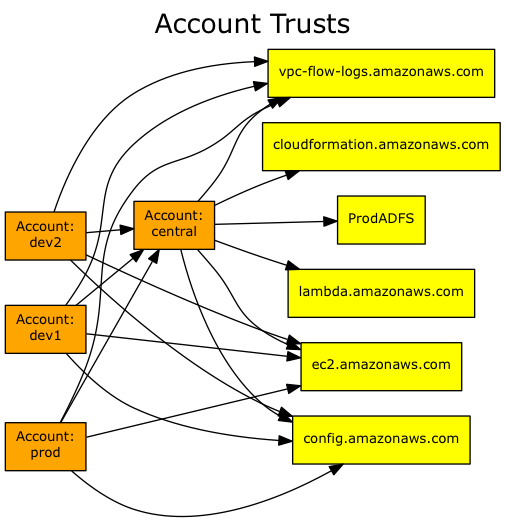 Account Trusts
vpc-flow-logs.amazonaws.com
cloudformation.amazonaws.com
Account:
central
ProdADFS
Account:
dev2
lambda.amazonaws.com
Account:
dev1
ec2.amazonaws.com
Account:
prod
config.amazonaws.com